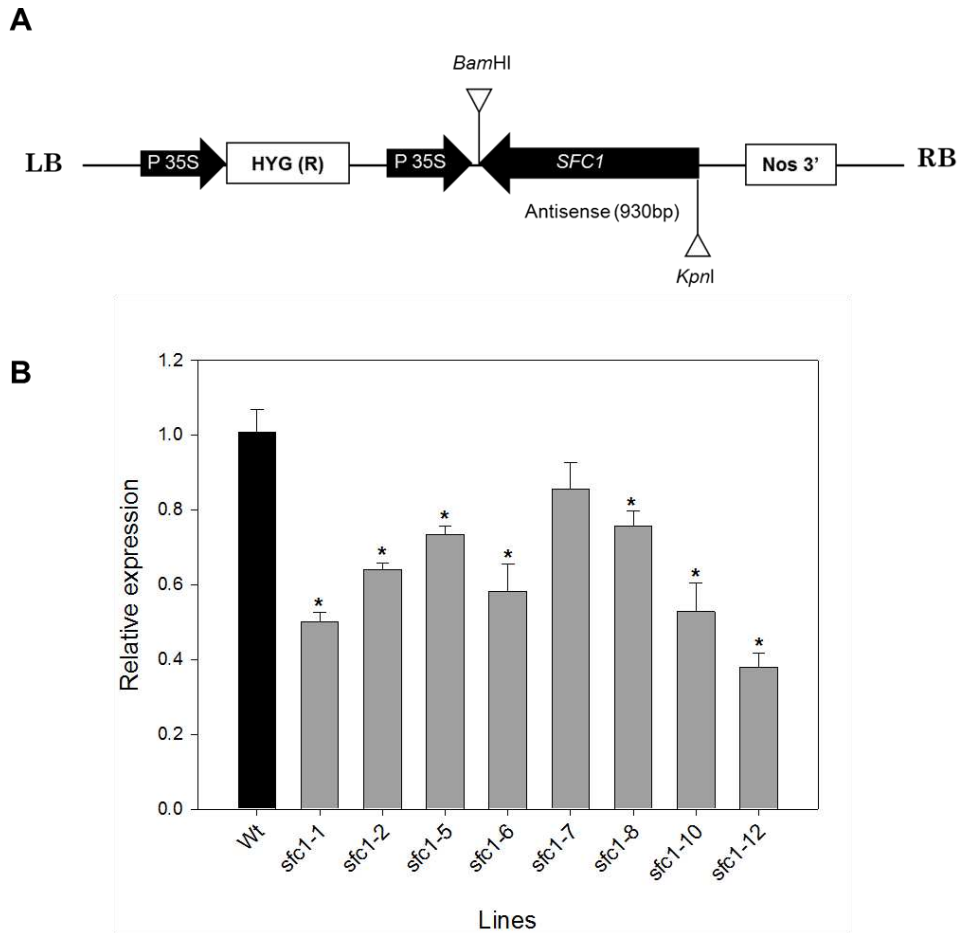 A
BamHI
LB P 35S HYG (R) P 35S SFC1 Nos 3' RB
Antisense (930bp)
KpnI
B
1.2
1.0
0.8
0.6
0.4
0.2
0.0
Relative expression
* * * * * * *
Wt sfc1-1 sfc1-2 sfc1-5 sfc1-6 sfc1-7 sfc1-8 sfc1-10 sfc1-12
Lines